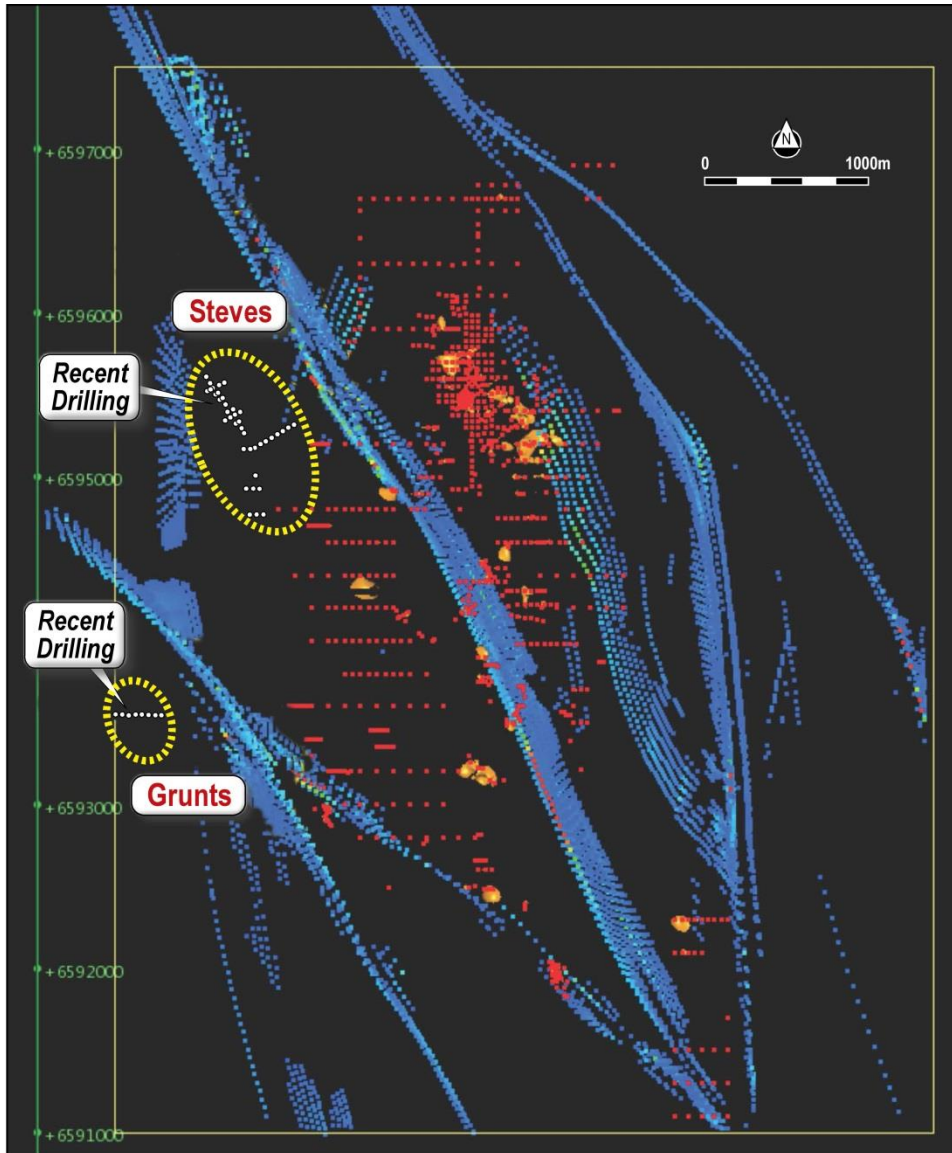 +6597000
N
0 1000m
+6596000
Steves
Recent
Drilling
+6595000
Recent
Drilling
Grunts
+6593000
+6592000
+6591000